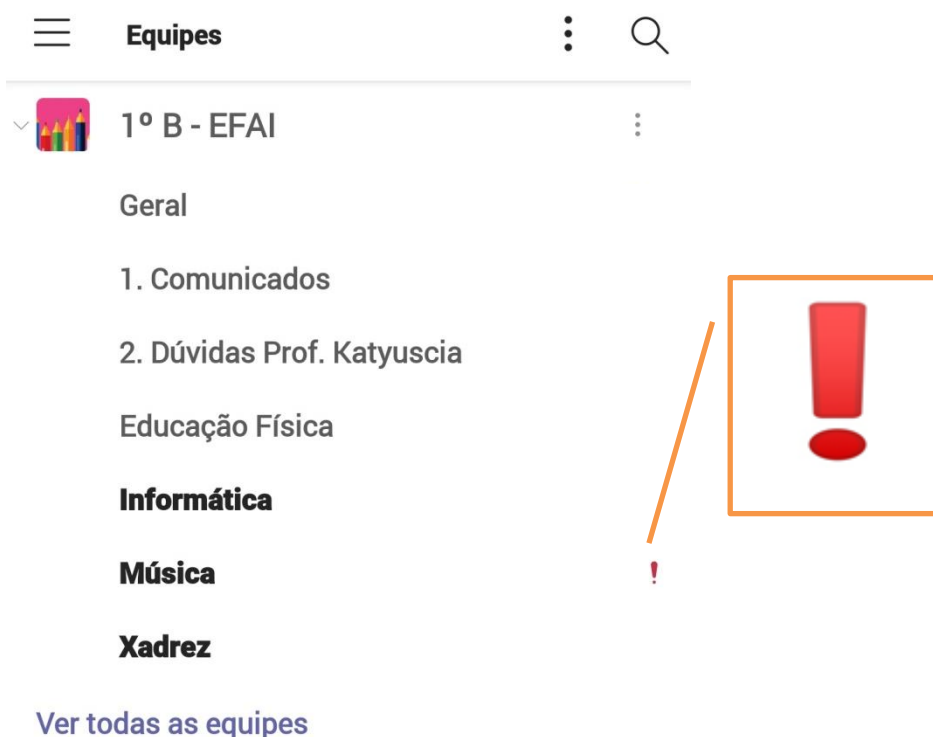 Equipes
1º B - EFAI
Geral
1. Comunicados
2. Dúvidas Prof. Katyuscia
Educação Física
Informática
Música
Xadrez
Ver todas as equipes